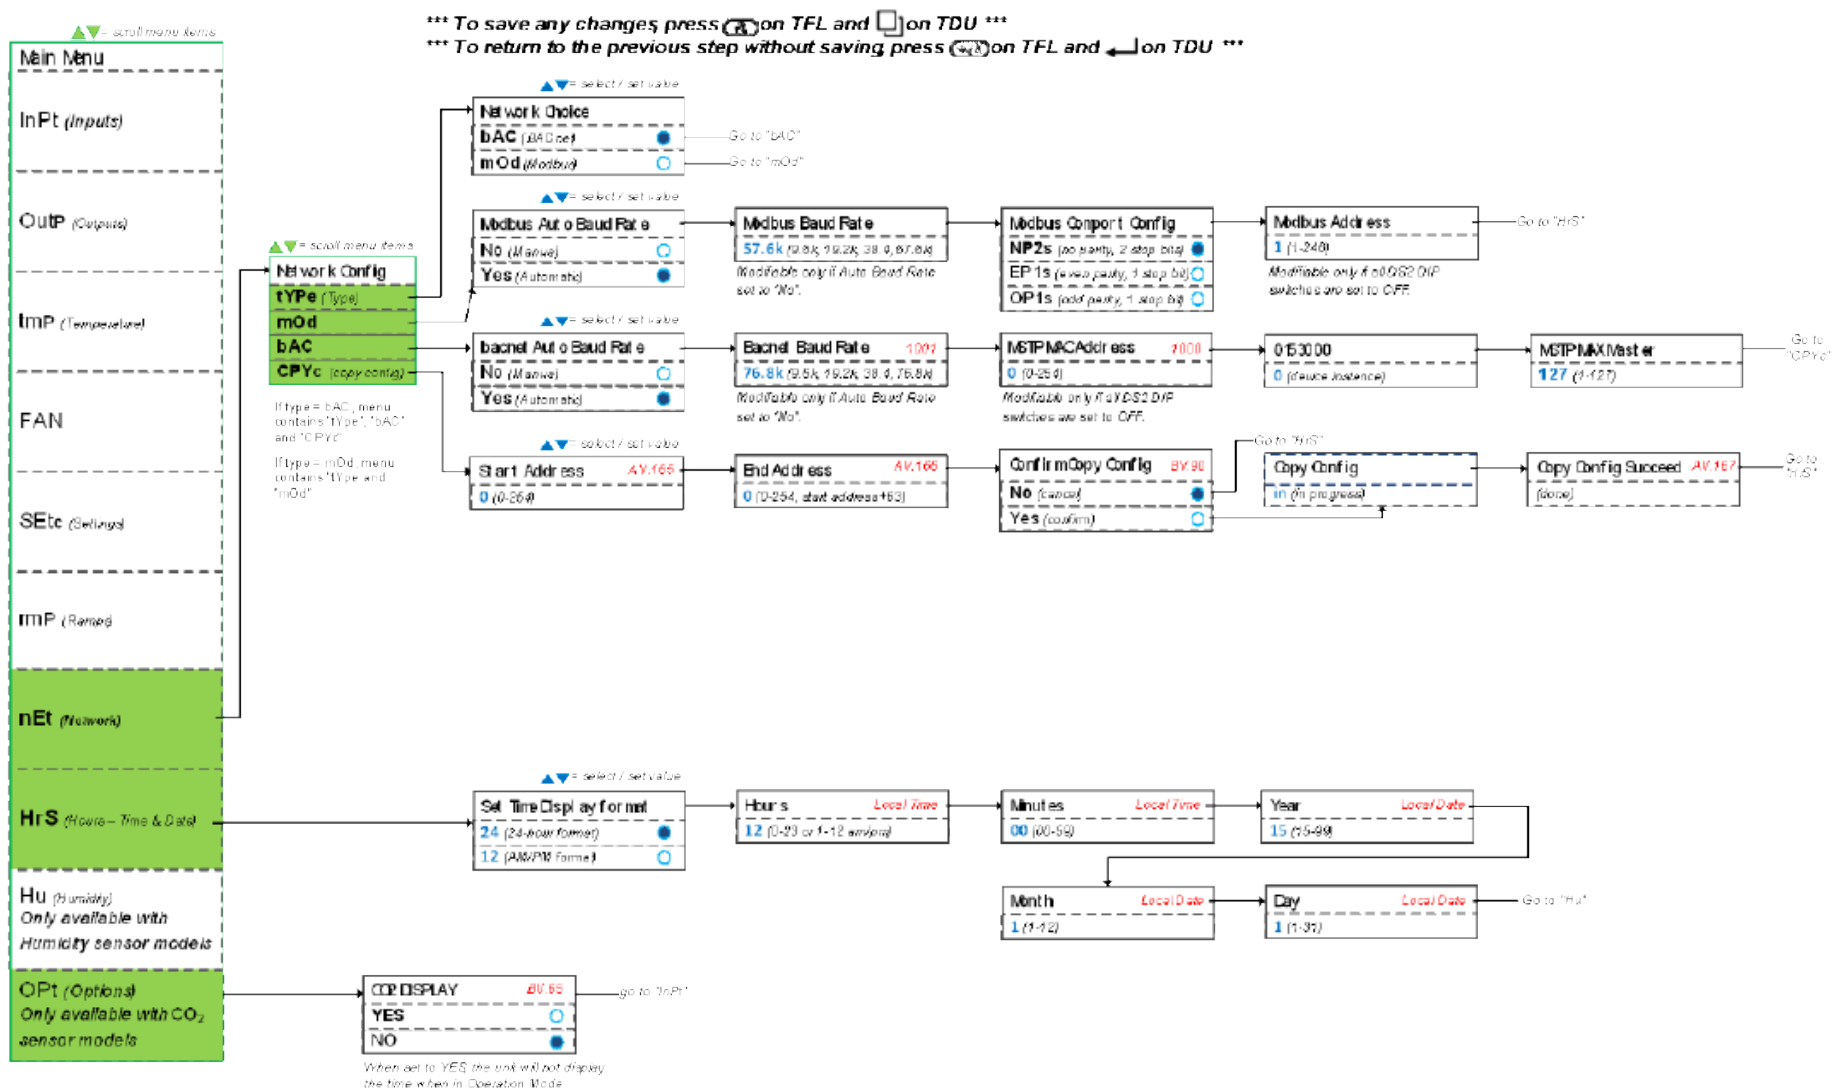 *** To save any changes, press on TFL and on TDU ***
*** To return to the previous step without saving, press on TFL and on TDU ***
= scroll menu items
Main Menu
InPt (Inputs)
OutP (Outputs)
tmP (Temperature)
FAN
SEtc (Settings)
rmP (Ramps)
nEt (Network)
HrS (Hours – Time & Date)
Hu (Humidity)
Only available with
Humidity sensor models
OPt (Options)
Only available with CO2
sensor models
= scroll menu items
Network Config
tYPe (Type)
mOd
bAC
CPYc (copy config)
If type = bAC, menu
contains "tYpe", "bAC"
and "CPYc"
If type = mOd, menu
contains "tYpe and
"mOd"
= select / set value
Network Choice
bAC (BACnet)
mOd (Modbus)
Go to "bAC"
Go to "mOd"
= select / set value
Modbus Auto Baud Rate
No (Manual)
Yes (Automatic)
Modbus Baud Rate
57.6k (9.6k, 19.2k, 38.4, 57.6k)
Modifiable only if Auto Baud Rate
set to "No".
Modbus Comport Config
NP2s (no parity, 2 stop bits)
EP1s (even parity, 1 stop bit)
OP1s (odd parity, 1 stop bit)
Modbus Address
1 (1-246)
Modifiable only if all DS2 DIP
switches are set to OFF.
Go to "HrS"
= select / set value
bacnet Auto Baud Rate
No (Manual)
Yes (Automatic)
Bacnet Baud Rate 1001
76.8k (9.6k, 19.2k, 38.4, 76.8k)
Modifiable only if Auto Baud Rate
set to "No".
MSTP MAC Address 1000
0 (0-254)
Modifiable only if all DS2 DIP
switches are set to OFF.
0153000
0 (device instance)
MSTP MAX Master
127 (1-127)
Go to
"CPYc"
= select / set value
Start Address AV.165
0 (0-254)
End Address AV.166
0 (0-254, start address+63)
Confirm Copy Config BV.90
No (cancel)
Yes (confirm)
Go to "HrS"
Copy Config
in (in progress)
Copy Config Succeed AV.167
(done)
Go to
"HrS"
= select / set value
Set Time Display format
24 (24-hour format)
12 (AM/PM Format)
Hours Local Time
12 (0-23 or 1-12 am/pm)
Minutes Local Time
00 (00-59)
Year Local Date
15 (15-99)
Month Local Date
1 (1-12)
Day Local Date
1 (1-31)
Go to "Hu"
CO2 DISPLAY BV.65
YES
NO
go to "InPt"
When set to YES, the unit will not display
the time when in Operation Mode